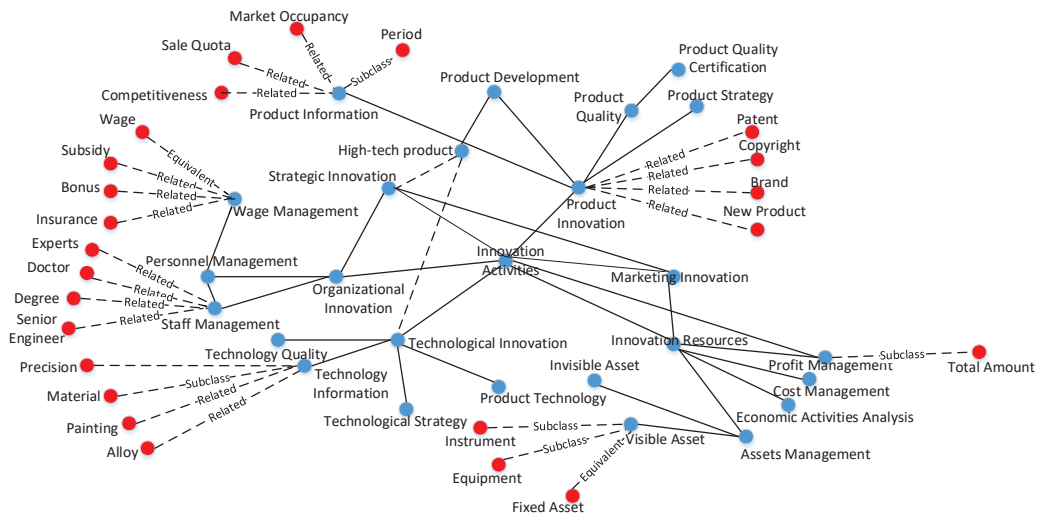 Market Occupancy
Period
Sale Quota
Related
Subclass
Related
Competitiveness
Related
Product Information
Product Development
Product Quality
Certification
Product
Quality
Product Strategy
Wage
Equivalent
Subsidy
Related
Bonus
Related
Insurance
Related
Wage Management
High-tech product
Strategic Innovation
Patent
Related
Copyright
Related
Brand
Related
New Product
Related
Product
Innovation
Experts
Related
Doctor
Related
Degree
Related
Senior
Engineer
Related
Personnel Management
Staff Management
Organizational
Innovation
Innovation
Activities
Marketing Innovation
Technology Quality
Technological Innovation
Innovation Resources
Precision
Material
Subclass
Painting
Related
Alloy
Related
Technology
Information
Technological Strategy
Product Technology
Invisible Asset
Profit Management
Subclass
Total Amount
Cost Management
Economic Activities Analysis
Instrument
Subclass
Equipment
Subclass
Fixed Asset
Equivalent
Visible Asset
Assets Management